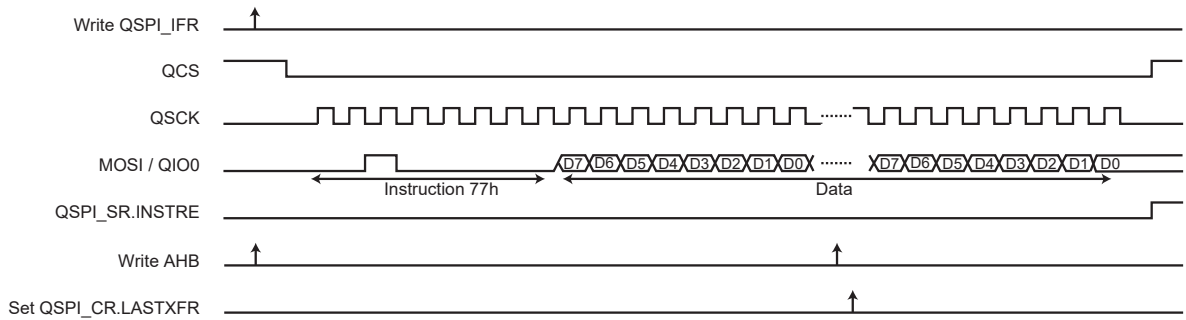 Write QSPI_IFR
QCS
QSCK
MOSI / QIO0
D7 D6 D5 D4 D3 D2 D1 D0 D7 D6 D5 D4 D3 D2 D1 D0
Instruction 77h
Data
QSPI_SR.INSTRE
Write AHB
Set QSPI_CR.LASTXFR